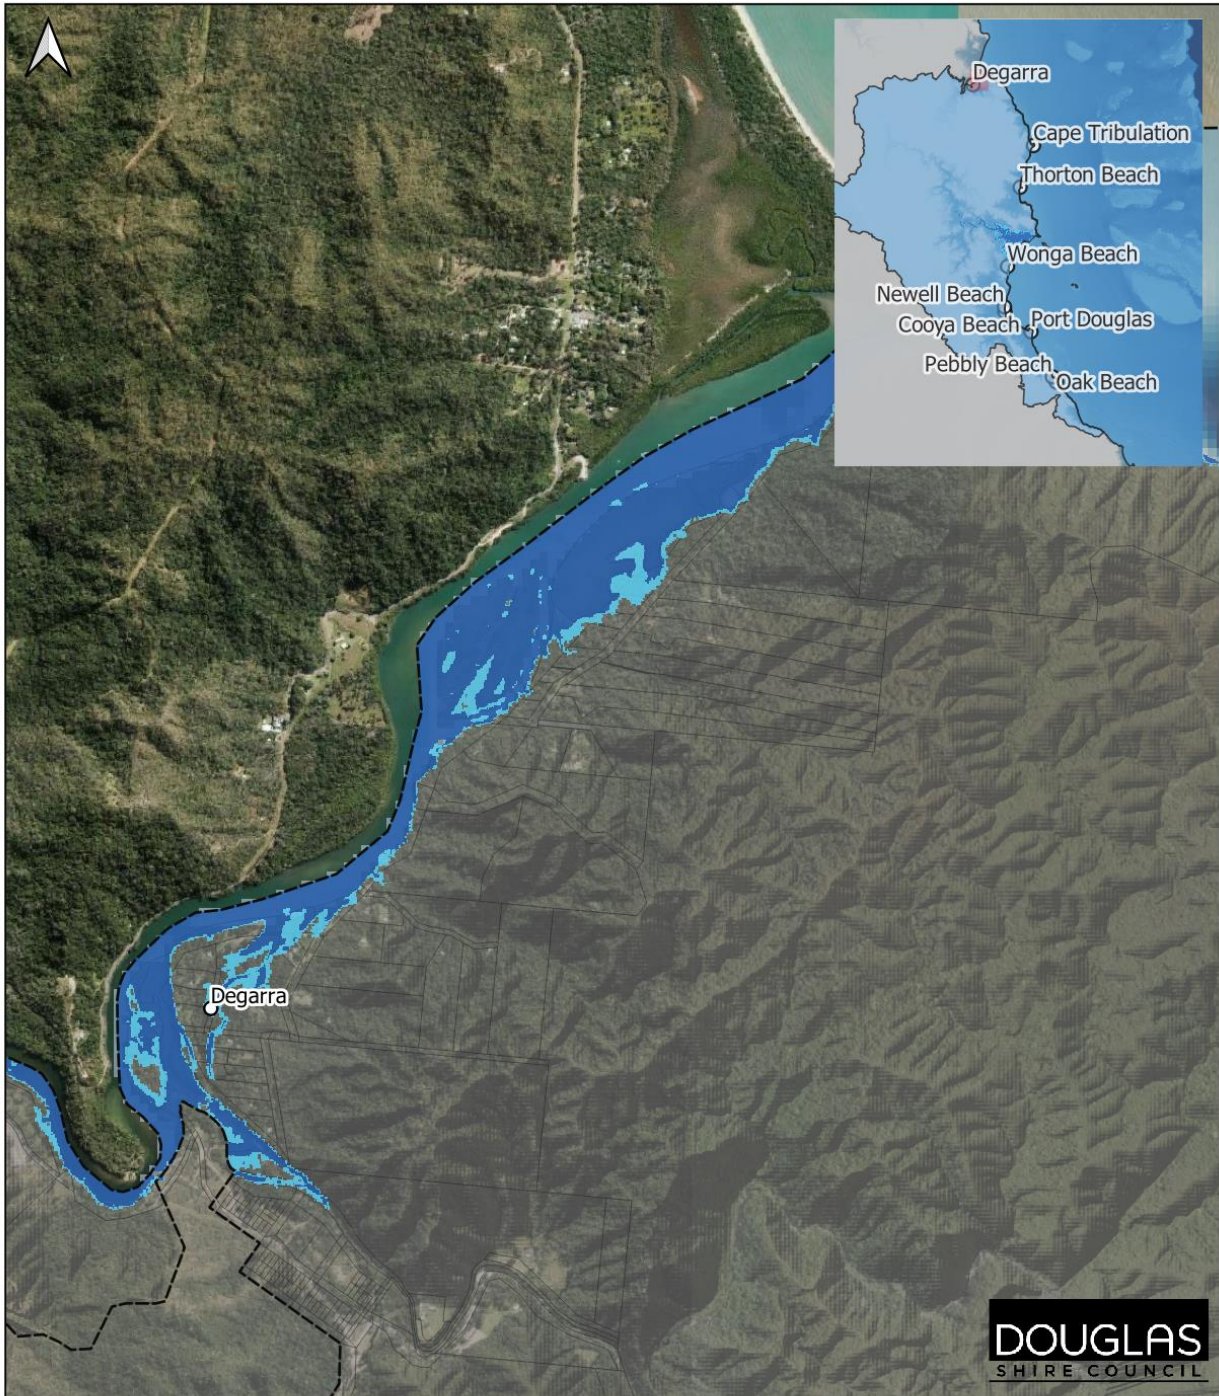 Degarra
Cape Tribulation
Thorton Beach
Wonga Beach
Newell Beach
Cooya Beach
Port Douglas
Pebbly Beach
Oak Beach
Degarra
DOUGLAS
SHIRE COUNCIL